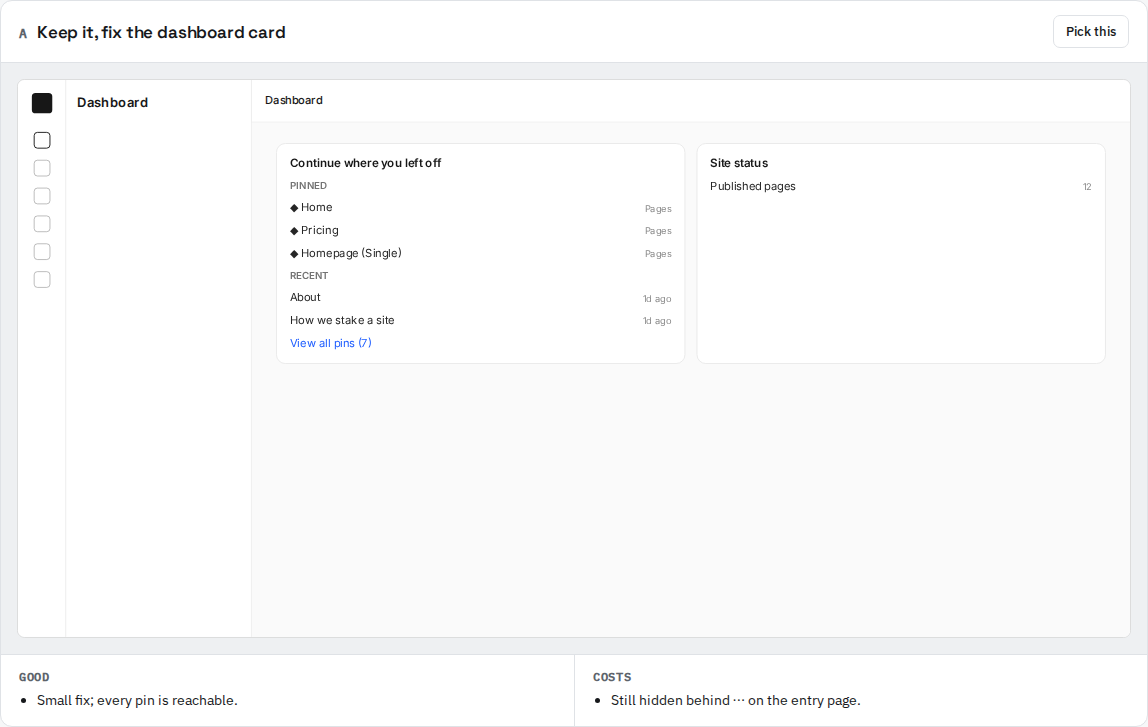 A Keep it, fix the dashboard card
Pick this
Dashboard
Dashboard
Continue where you left off
PINNED
◆ Home Pages
◆ Pricing Pages
◆ Homepage (Single) Pages
RECENT
About 1d ago
How we stake a site 1d ago
View all pins (7)
Site status
Published pages 12
GOOD
• Small fix; every pin is reachable.
COSTS
• Still hidden behind ⋯ on the entry page.